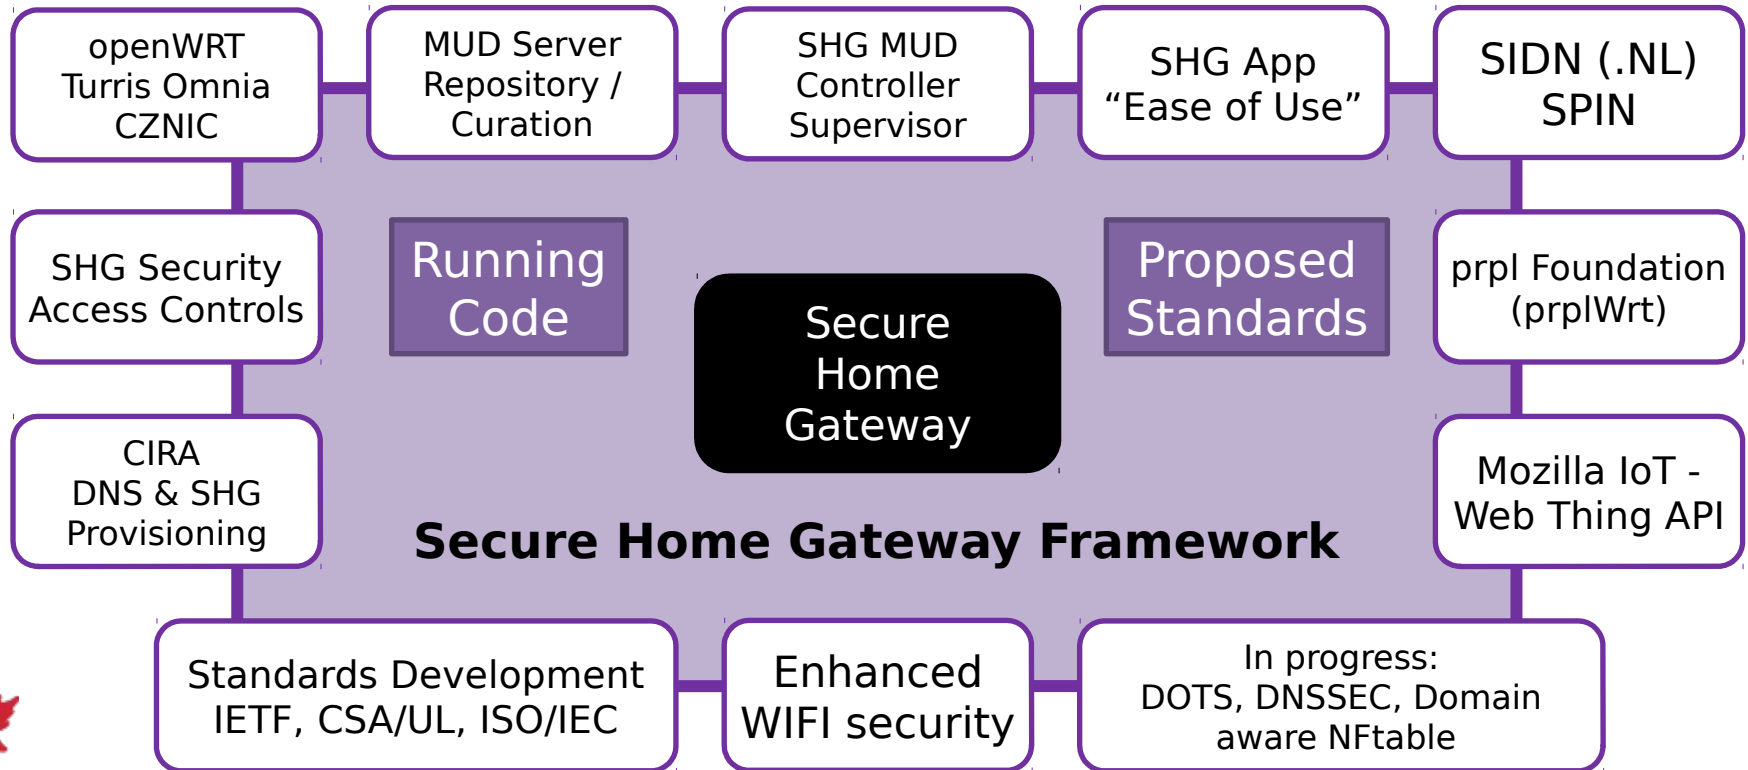 openWRT
Turris Omnia
CZNIC
MUD Server
Repository /
Curation
SHG MUD
Controller
Supervisor
SHG App
“Ease of Use”
SIDN (.NL)
SPIN
SHG Security
Access Controls
Running
Code
Secure
Home
Gateway
Proposed
Standards
prpl Foundation
(prplWrt)
CIRA
DNS & SHG
Provisioning
Mozilla IoT -
Web Thing API
Secure Home Gateway Framework
Standards Development
IETF, CSA/UL, ISO/IEC
Enhanced
WIFI security
In progress:
DOTS, DNSSEC, Domain
aware NFtable